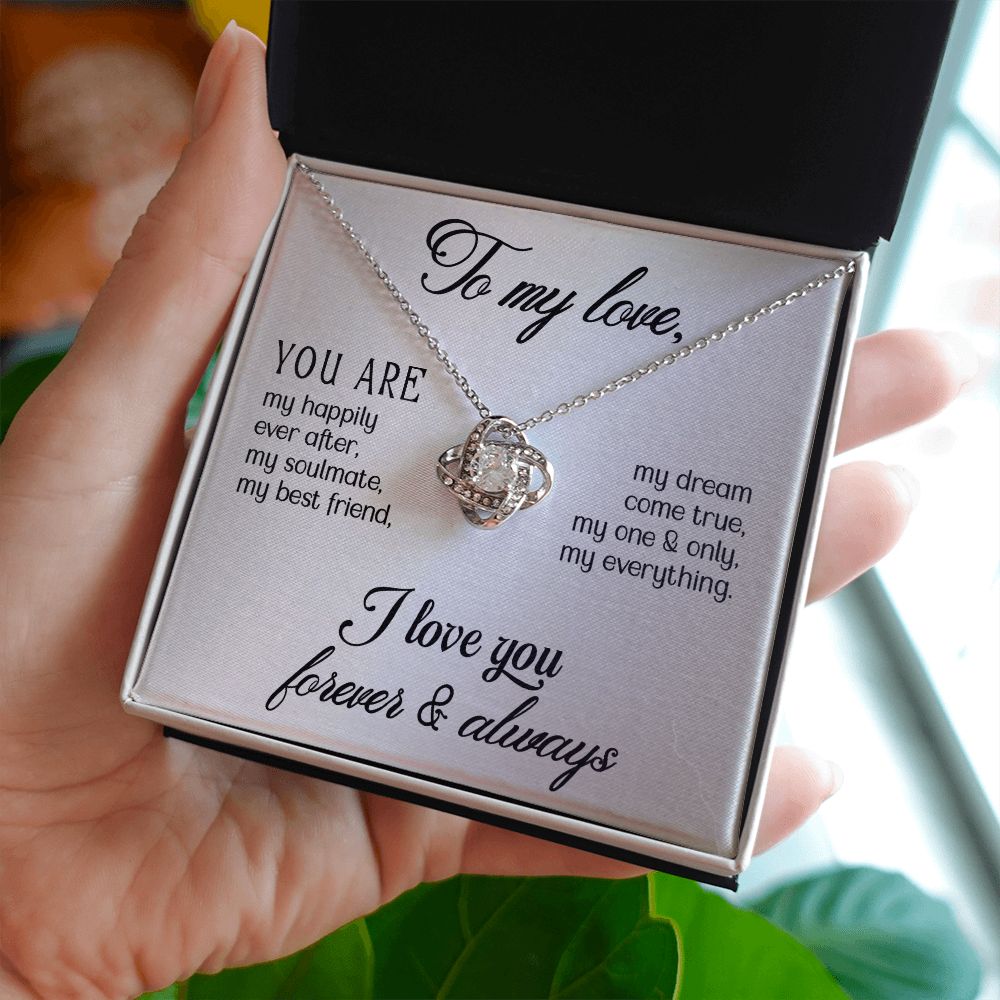 To my love,
YOU ARE
my happily
ever after,
my soulmate,
my best friend,
my dream
come true,
my one & only,
my everything.
I love you
forever & always